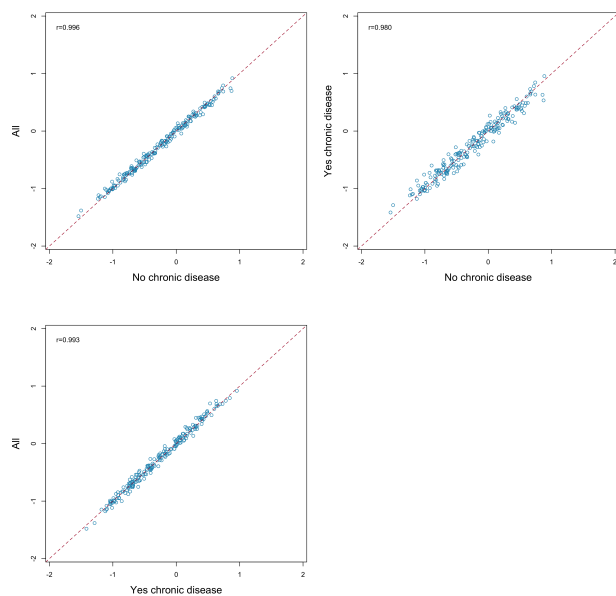 r=0.996
2
1
0
-1
-2
All
-2 -1 0 1 2
No chronic disease
r=0.980
2
1
0
-1
-2
Yes chronic disease
-2 -1 0 1 2
No chronic disease
r=0.993
2
1
0
-1
-2
All
-2 -1 0 1 2
Yes chronic disease